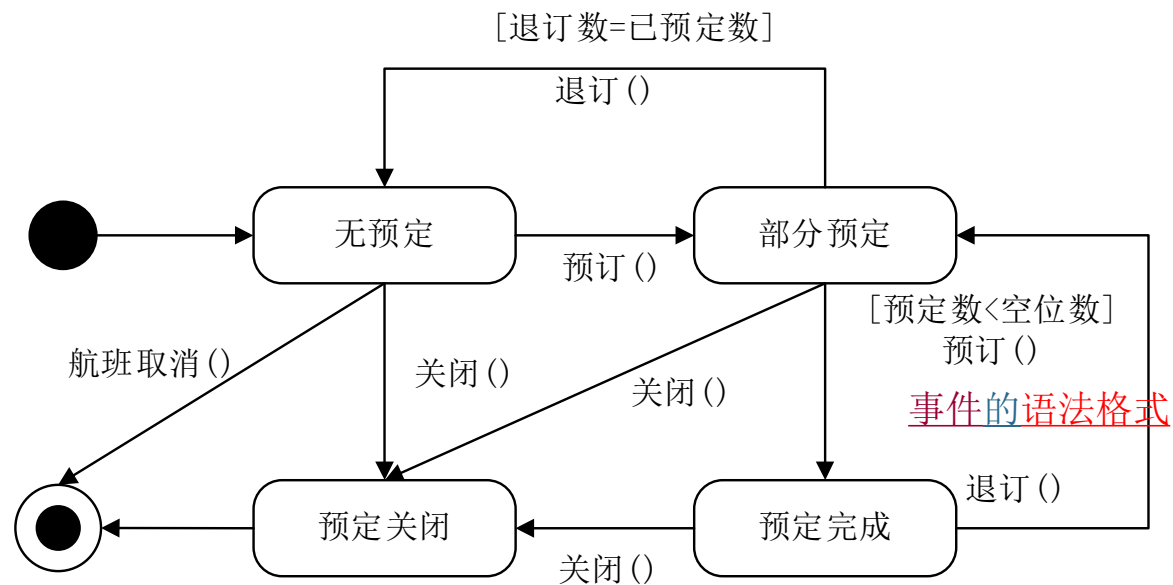 [退订数=已预定数]
退订()
无预定
部分预定
预订()
[预定数<空位数]
预订()
航班取消()
关闭()
关闭()
事件的语法格式
退订()
预定关闭
预定完成
关闭()